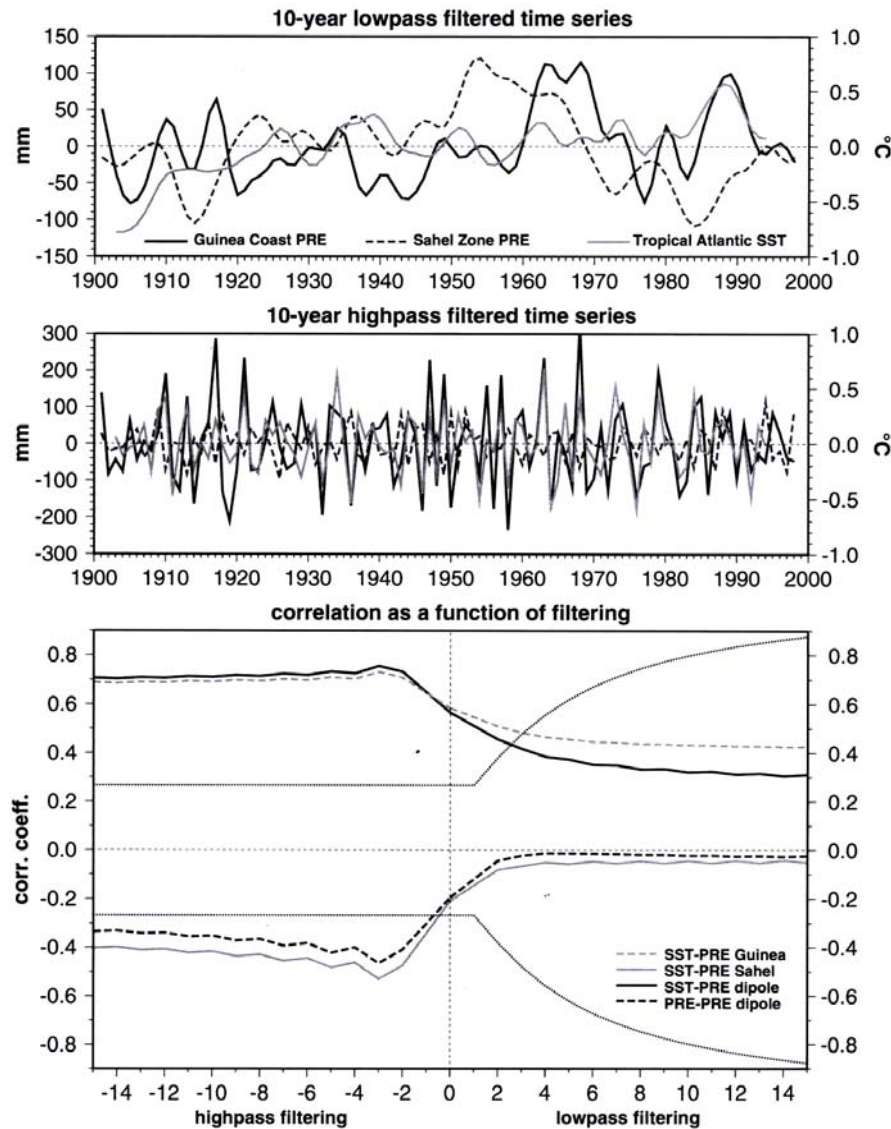 10-year lowpass filtered time series
150 1.0
100
50 0.5
0 0.0
-50
-100 -0.5
-150 -1.0
mm
°C
Guinea Coast PRE Sahel Zone PRE Tropical Atlantic SST
1900 1910 1920 1930 1940 1950 1960 1970 1980 1990 2000
10-year highpass filtered time series
300 1.0
200
100 0.5
0 0.0
-100
-200 -0.5
-300 -1.0
mm
°C
1900 1910 1920 1930 1940 1950 1960 1970 1980 1990 2000
correlation as a function of filtering
0.8 0.8
0.6 0.6
0.4 0.4
0.2 0.2
0.0 0.0
-0.2 -0.2
-0.4 -0.4
-0.6 -0.6
-0.8 -0.8
corr. coeff.
SST-PRE Guinea
SST-PRE Sahel
SST-PRE dipole
PRE-PRE dipole
-14 -12 -10 -8 -6 -4 -2 0 2 4 6 8 10 12 14
highpass filtering lowpass filtering